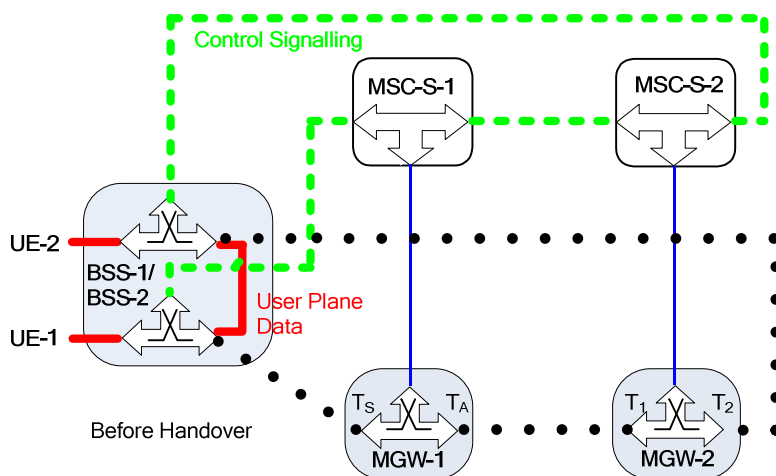 Control Signalling
MSC-S-1
MSC-S-2
UE-2
BSS-1/
BSS-2
User Plane
Data
UE-1
TS
TA
T1
T2
Before Handover
MGW-1
MGW-2